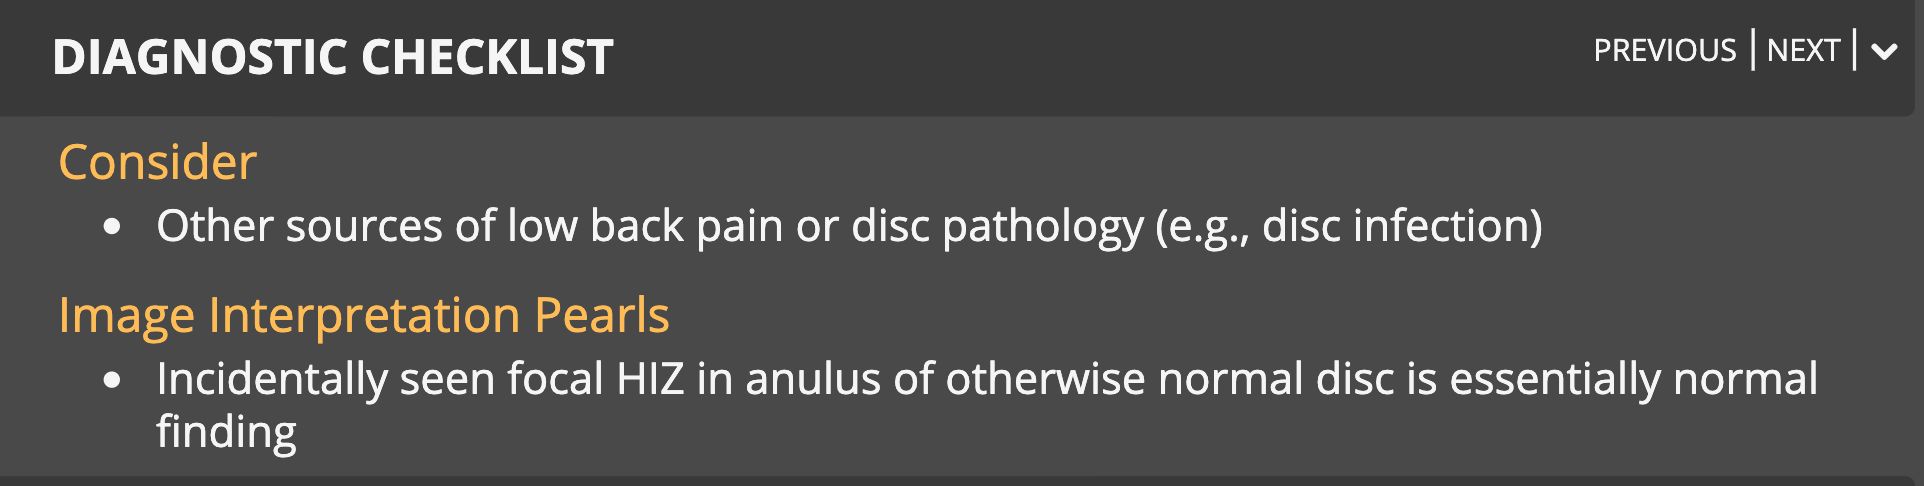 DIAGNOSTIC CHECKLIST
PREVIOUS | NEXT |
Consider
• Other sources of low back pain or disc pathology (e.g., disc infection)
Image Interpretation Pearls
• Incidentally seen focal HIZ in anulus of otherwise normal disc is essentially normal
finding